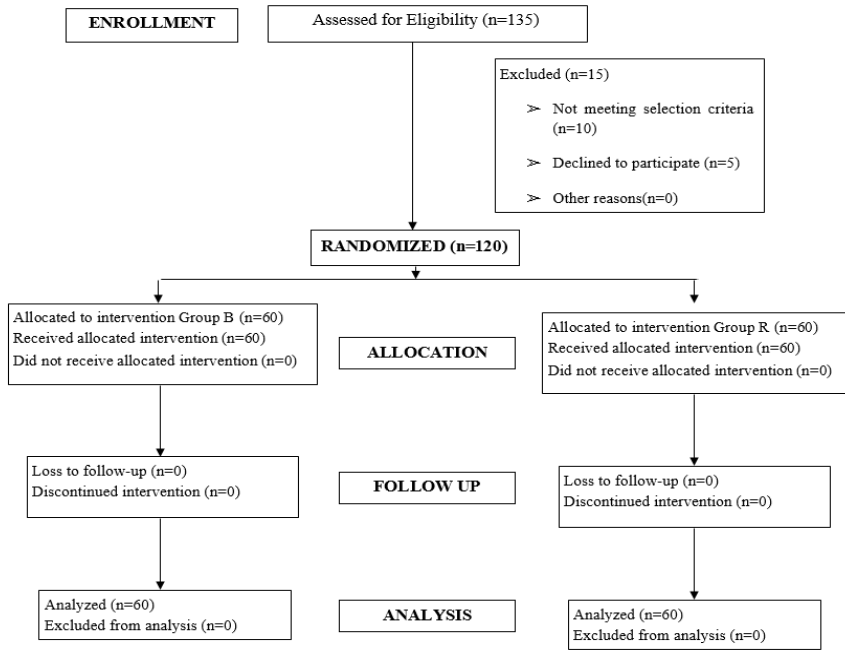 ENROLLMENT
Assessed for Eligibility (n=135)
Excluded (n=15)
➢ Not meeting selection criteria
(n=10)
➢ Declined to participate (n=5)
➢ Other reasons(n=0)
RANDOMIZED (n=120)
Allocated to intervention Group B (n=60)
Received allocated intervention (n=60)
Did not receive allocated intervention (n=0)
ALLOCATION
Allocated to intervention Group R (n=60)
Received allocated intervention (n=60)
Did not receive allocated intervention (n=0)
Loss to follow-up (n=0)
Discontinued intervention (n=0)
FOLLOW UP
Loss to follow-up (n=0)
Discontinued intervention (n=0)
Analyzed (n=60)
Excluded from analysis (n=0)
ANALYSIS
Analyzed (n=60)
Excluded from analysis (n=0)